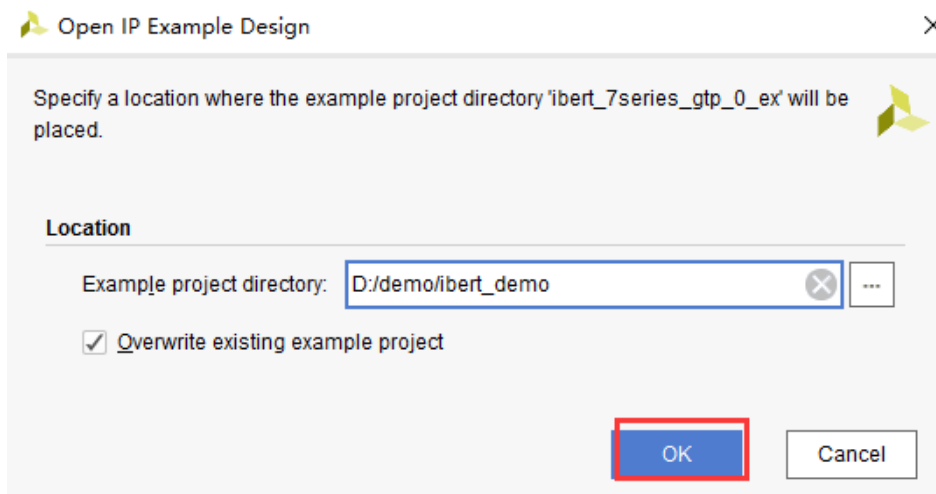 Open IP Example Design
Specify a location where the example project directory 'ibert_7series_gtp_0_ex' will be
placed.
Location
Example project directory: D:/demo/ibert_demo ...
Overwrite existing example project
OK Cancel